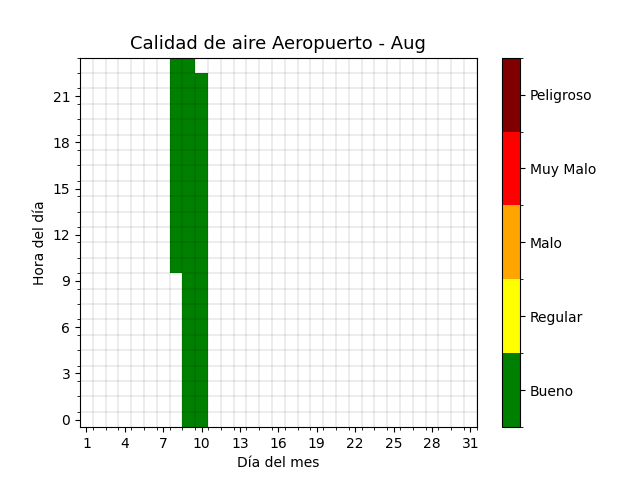 Calidad de aire Aeropuerto - Aug
Hora del día
21
18
15
12
9
6
3
0
1 4 7 10 13 16 19 22 25 28 31
Día del mes
Peligroso
Muy Malo
Malo
Regular
Bueno